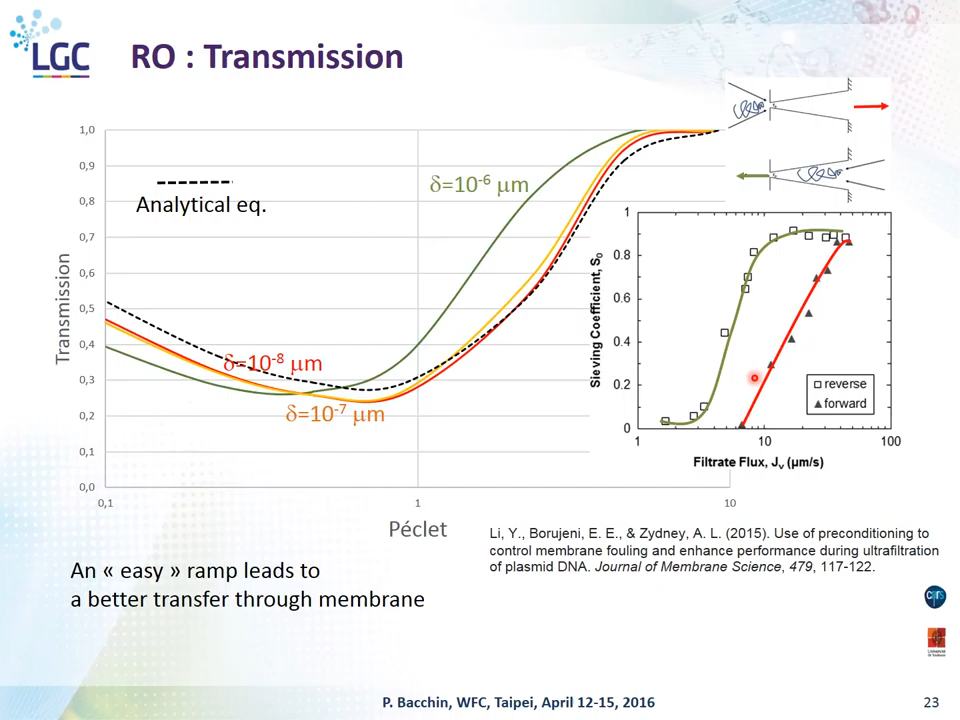 LGC
RO : Transmission
1,0
0,9
0,8
0,7
0,6
0,5
0,4
0,3
0,2
0,1
0,0
Transmission
0,1
1
10
Péclet
Analytical eq.
δ=10-6 µm
δ=10-8 µm
δ=10-7 µm
1
0.8
0.6
0.4
0.2
0
Sieving Coefficient, S0
reverse
forward
1
10
100
Filtrate Flux, Jv (µm/s)
Li, Y., Borujeni, E. E., & Zydney, A. L. (2015). Use of preconditioning to
control membrane fouling and enhance performance during ultrafiltration
of plasmid DNA. Journal of Membrane Science, 479, 117-122.
An « easy » ramp leads to
a better transfer through membrane
cnrs
P. Bacchin, WFC, Taipei, April 12-15, 2016
23